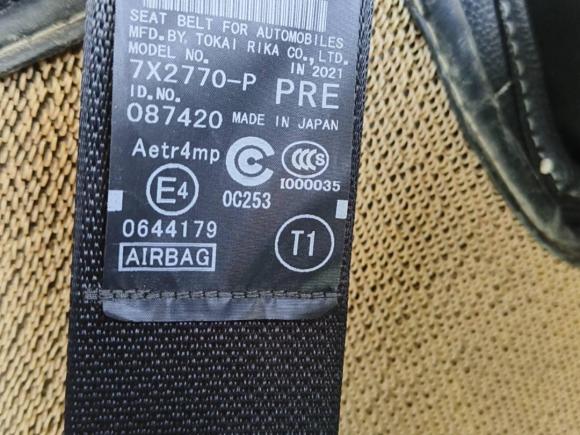 SEAT BELT FOR AUTOMOBILES
MFD.BY. TOKAI RIKA CO.,LTD.
MODEL NO. IN 2021
7X2770-P PRE
ID.NO.
087420 MADE IN JAPAN
Aetr4mp C CCC S
E4 0C253 I000035
0644179 T1
AIRBAG